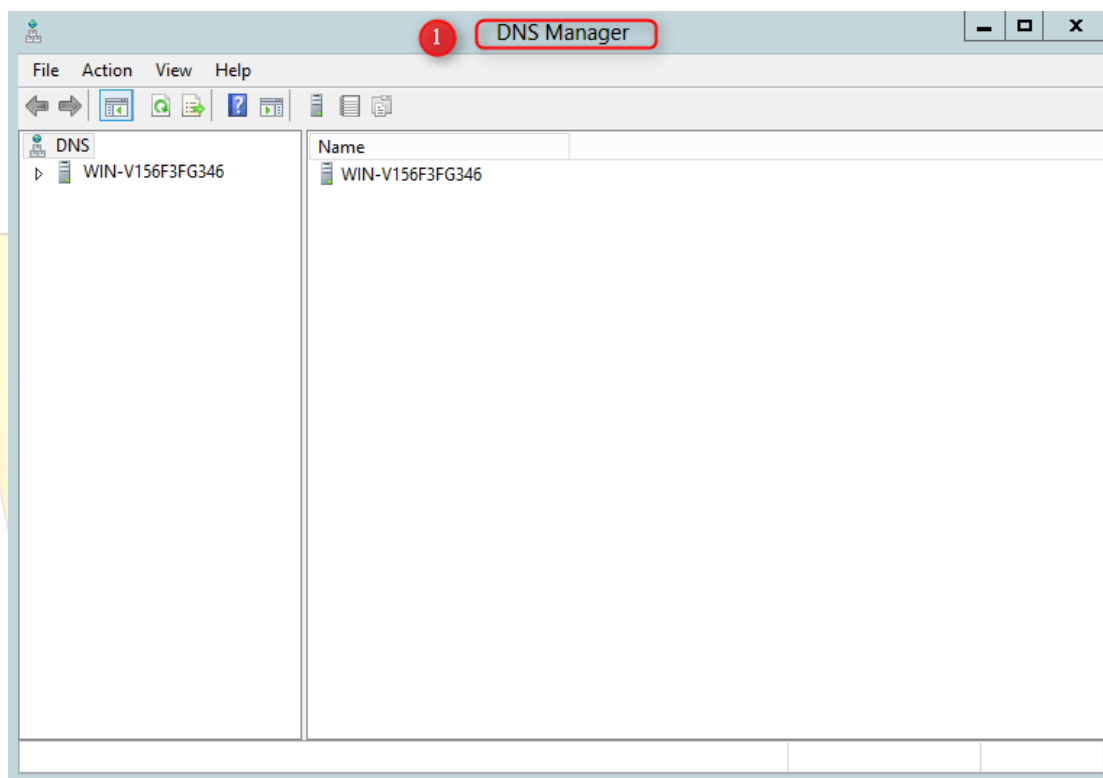 1 DNS Manager
File Action View Help
DNS
WIN-V156F3FG346
Name
WIN-V156F3FG346